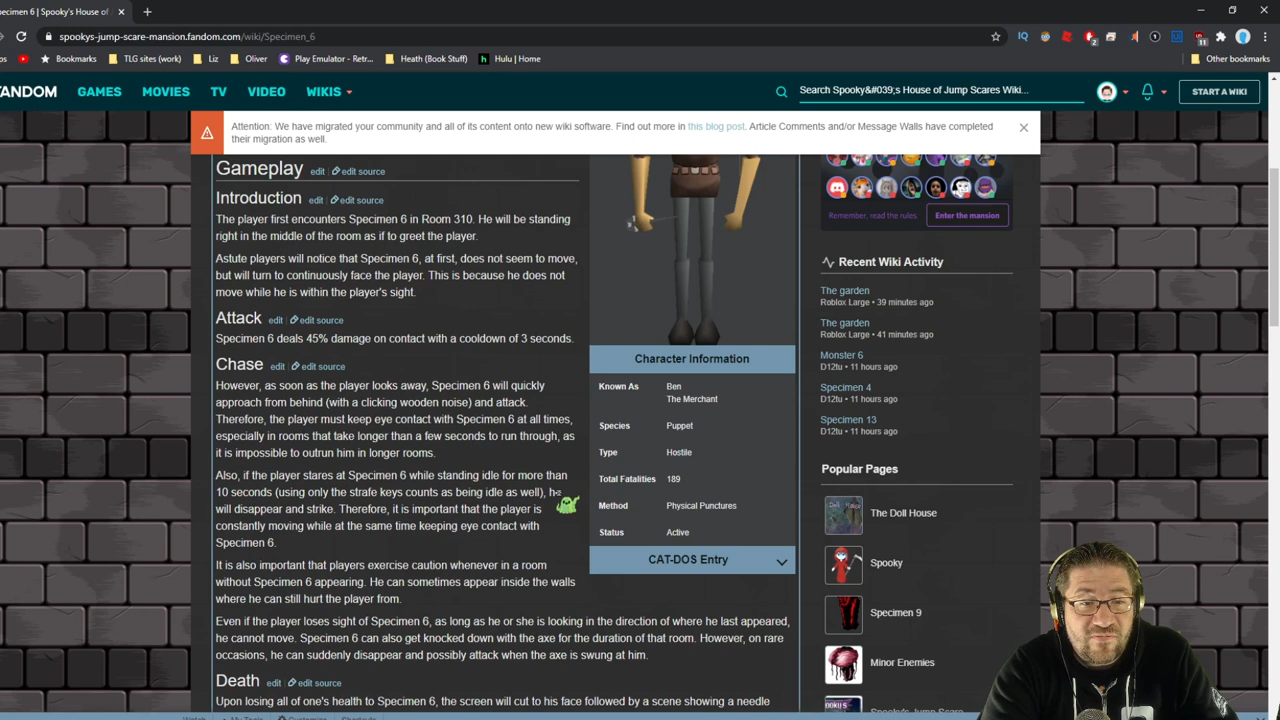 pecimen 6 | Spooky's House of
spookys-jump-scare-mansion.fandom.com/wiki/Specimen_6
ps
Bookmarks
TLG sites (work)
Liz
Oliver
Play Emulator - Retr...
Heath (Book Stuff)
Hulu | Home
Other bookmarks
2
11
ANDOM
GAMES
MOVIES
TV
VIDEO
WIKIS
Search Spooky&#039;s House of Jump Scares Wiki...
START A WIKI
Attention: We have migrated your community and all of its content onto new wiki software. Find out more in this blog post. Article Comments and/or Message Walls have completed
their migration as well.
Gameplay edit edit source
Introduction edit edit source
The player first encounters Specimen 6 in Room 310. He will be standing
right in the middle of the room as if to greet the player.
Astute players will notice that Specimen 6, at first, does not seem to move,
but will turn to continuously face the player. This is because he does not
move while he is within the player's sight.
Attack edit edit source
Specimen 6 deals 45% damage on contact with a cooldown of 3 seconds.
Chase edit edit source
However, as soon as the player looks away, Specimen 6 will quickly
approach from behind (with a clicking wooden noise) and attack.
Therefore, the player must keep eye contact with Specimen 6 at all times,
especially in rooms that take longer than a few seconds to run through, as
it is impossible to outrun him in longer rooms.
Also, if the player stares at Specimen 6 while standing idle for more than
10 seconds (using only the strafe keys counts as being idle as well), he
will disappear and strike. Therefore, it is important that the player is
constantly moving while at the same time keeping eye contact with
Specimen 6.
It is also important that players exercise caution whenever in a room
without Specimen 6 appearing. He can sometimes appear inside the walls
where he can still hurt the player from.
Even if the player loses sight of Specimen 6, as long as he or she is looking in the direction of where he last appeared,
he cannot move. Specimen 6 can also get knocked down with the axe for the duration of that room. However, on rare
occasions, he can suddenly disappear and possibly attack when the axe is swung at him.
Death edit edit source
Upon losing all of one's health to Specimen 6, the screen will cut to his face followed by a scene showing a needle
Character Information
Known As Ben
The Merchant
Species Puppet
Type Hostile
Total Fatalities 189
Method Physical Punctures
Status Active
CAT-DOS Entry
Remember, read the rules.
Enter the mansion
Recent Wiki Activity
The garden
Roblox Large • 39 minutes ago
The garden
Roblox Large • 41 minutes ago
Monster 6
D12tu • 11 hours ago
Specimen 4
D12tu • 11 hours ago
Specimen 13
D12tu • 11 hours ago
Popular Pages
The Doll House
Spooky
Specimen 9
Minor Enemies
Spooky's Jump Scare
Watch
My Tools
Customize
Shortcuts